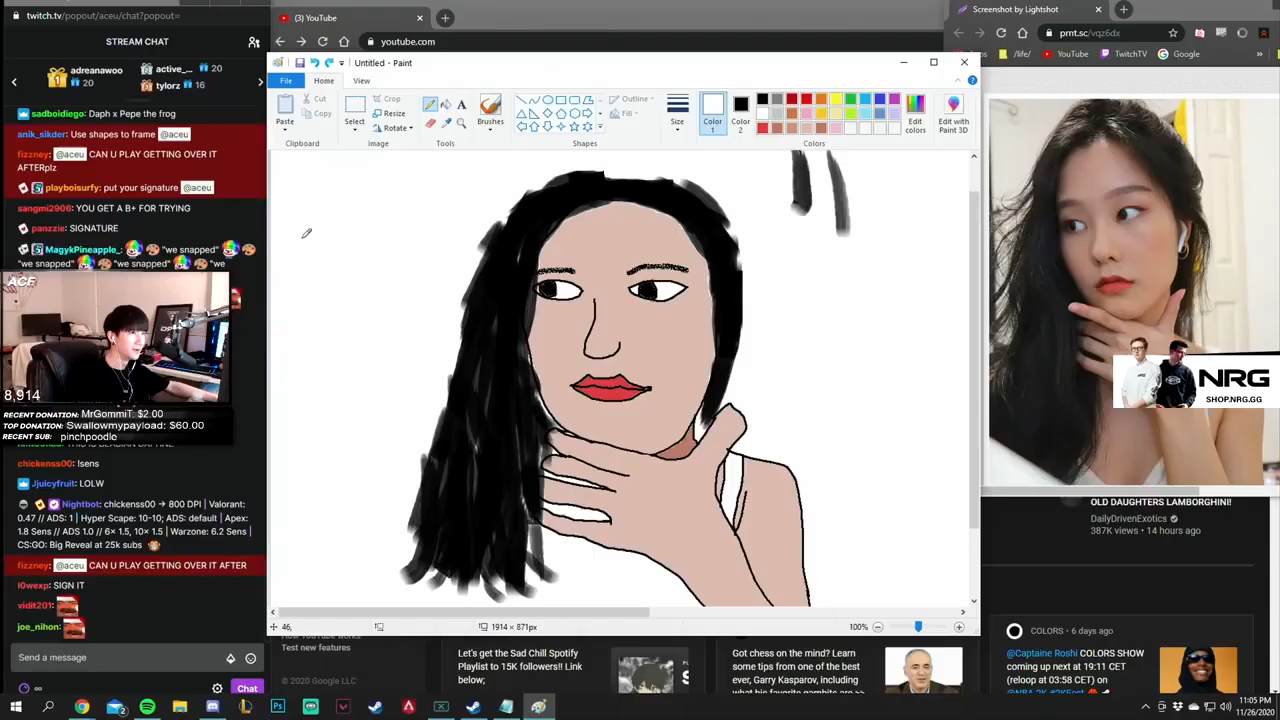 twitch.tv/popout/aceu/chat?popout=
STREAM CHAT
adreanawoo
20
active_...
20
tylorz
16
sadboidiego: Daph x Pepe the frog
anik_sikder: Use shapes to frame @aceu
fizzney: @aceu CAN U PLAY GETTING OVER IT
AFTERplz
playboisurfy: put your signature @aceu
sangmi2906: YOU GET A B+ FOR TRYING
panzzie: SIGNATURE
MagykPineapple_: "we snapped"
"we snapped" "we snapped" "we
ACE
8,914
RECENT DONATION: MrGommiT: $2.00
TOP DONATION: Swallowmypayload: $60.00
RECENT SUB: pinchpoodle
chickenss00: !sens
JuicyFruit: LOLW
Nightbot: chickenss00 -> 800 DPI | Valorant:
0.47 // ADS: 1 | Hyper Scape: 10-10; ADS: default | Apex:
1.8 Sens // ADS 1.0 // 6× 1.5, 10× 1.5 | Warzone: 6.2 Sens |
CS:GO: Big Reveal at 25k subs
fizzney: @aceu CAN U PLAY GETTING OVER IT AFTER
l0wexp: SIGN IT
vidit201:
joe_nihon:
Send a message
Chat
(3) YouTube
youtube.com
Untitled - Paint
File
Home
View
Paste
Cut
Copy
Clipboard
Select
Crop
Resize
Rotate
Image
Tools
Brushes
Shapes
Outline
Fill
Size
Color
1
Color
2
Colors
Edit
colors
Edit with
Paint 3D
46,
1914 × 871px
100%
Test new features
© 2020 Google LLC
Let's get the Sad Chill Spotify
Playlist to 15K followers!! Link
below;
Got chess on the mind? Learn
some tips from one of the
best ever, Garry Kasparov,
including
Screenshot by Lightshot
prnt.sc/vqz6dx
/life/
YouTube
TwitchTV
Google
NRG
SHOP.NRG.GG
OLD DAUGHTERS LAMBORGHINI!
DailyDrivenExotics
387K views • 14 hours ago
COLORS • 6 days ago
@Captaine Roshi COLORS SHOW
coming up next at 19:11 CET
(reloop at 03:58 CET) on
11:05 PM
11/26/2020